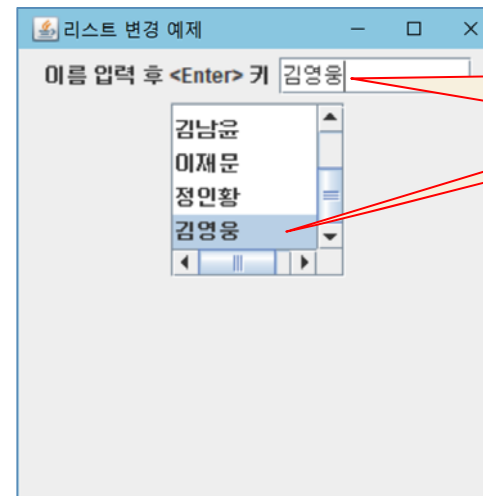 리스트 변경 예제
이름 입력 후 <Enter> 키 김영웅
김남윤
이재문
정인황
김영웅